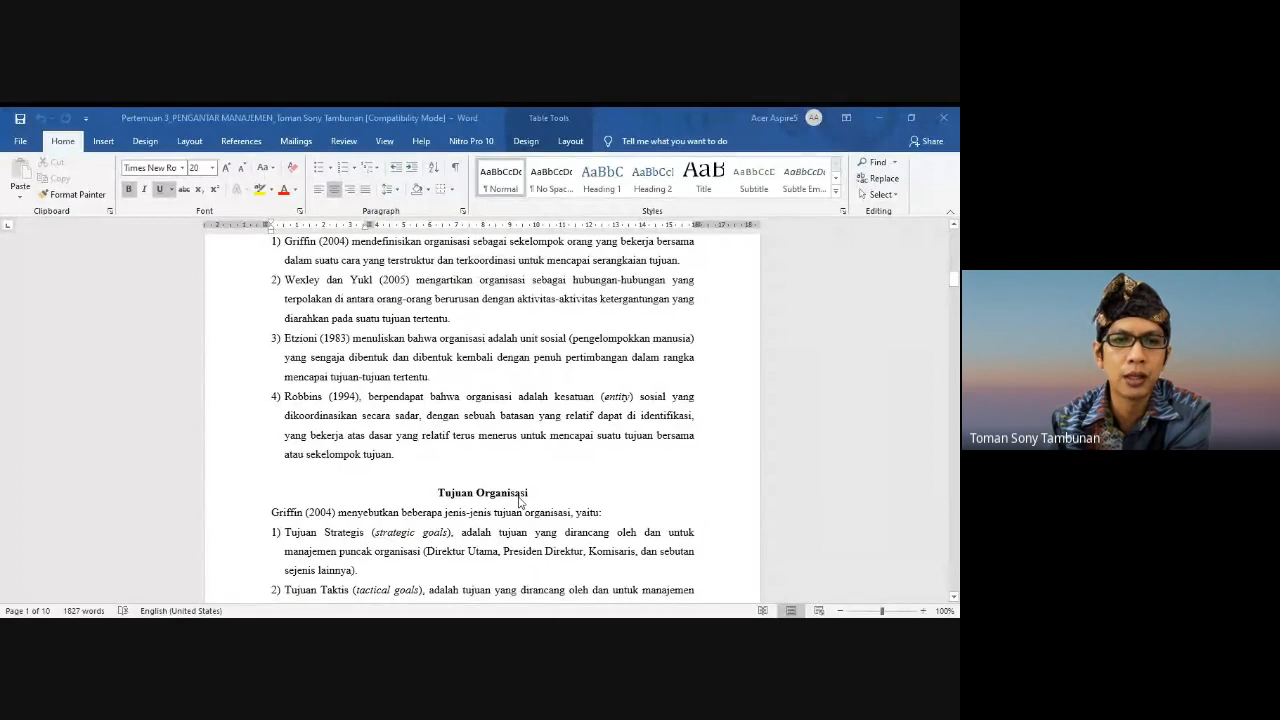 Pertemuan 3_PENGANTAR MANAJEMEN_Toman Sony Tambunan [Compatibility Mode] - Word
Table Tools
Acer Aspire5
AA
File Home Insert Design Layout References Mailings Review View Help Nitro Pro 10 Design Layout Tell me what you want to do Share
Paste
Cut
Copy
Format Painter
Clipboard
Times New Ro 20
Font
Paragraph
AaBbCcDc AaBbCcDc AaBbC AaBbCcI AaB AaBbCcD AaBbCcDc
¶ Normal ¶ No Spac... Heading 1 Heading 2 Title Subtitle Subtle Em...
Styles
Find
Replace
Select
Editing
1) Griffin (2004) mendefinisikan organisasi sebagai sekelompok orang yang bekerja bersama
dalam suatu cara yang terstruktur dan terkoordinasi untuk mencapai serangkaian tujuan.
2) Wexley dan Yukl (2005) mengartikan organisasi sebagai hubungan-hubungan yang
terpolakan di antara orang-orang berurusan dengan aktivitas-aktivitas ketergantungan yang
diarahkan pada suatu tujuan tertentu.
3) Etzioni (1983) menuliskan bahwa organisasi adalah unit sosial (pengelompokkan manusia)
yang sengaja dibentuk dan dibentuk kembali dengan penuh pertimbangan dalam rangka
mencapai tujuan-tujuan tertentu.
4) Robbins (1994), berpendapat bahwa organisasi adalah kesatuan (entity) sosial yang
dikoordinasikan secara sadar, dengan sebuah batasan yang relatif dapat di identifikasi,
yang bekerja atas dasar yang relatif terus menerus untuk mencapai suatu tujuan bersama
atau sekelompok tujuan.
Tujuan Organisasi
Griffin (2004) menyebutkan beberapa jenis-jenis tujuan organisasi, yaitu:
1) Tujuan Strategis (strategic goals), adalah tujuan yang dirancang oleh dan untuk
manajemen puncak organisasi (Direktur Utama, Presiden Direktur, Komisaris, dan sebutan
sejenis lainnya).
2) Tujuan Taktis (tactical goals), adalah tujuan yang dirancang oleh dan untuk manajemen
Page 1 of 10 1827 words English (United States) 100%
Toman Sony Tambunan